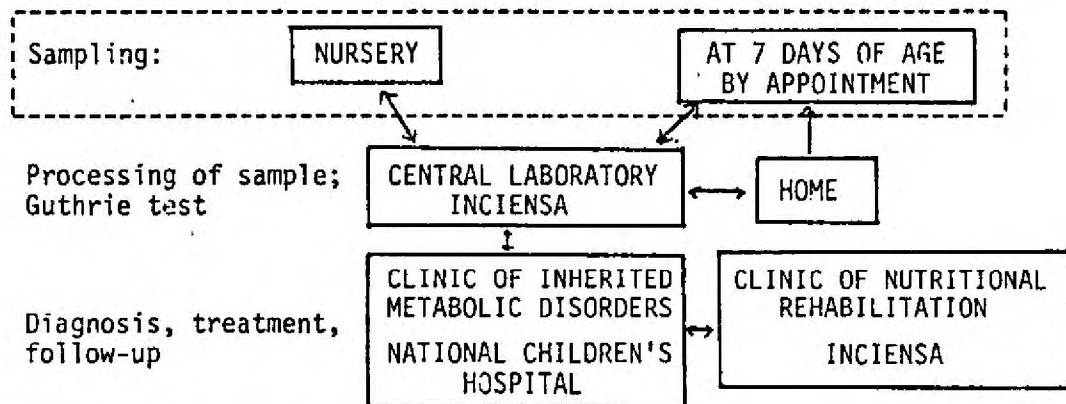 Sampling:
NURSERY
AT 7 DAYS OF AGE
BY APPOINTMENT
Processing of sample;
Guthrie test
CENTRAL LABORATORY
INCIENSA
HOME
Diagnosis, treatment,
follow-up
CLINIC OF INHERITED
METABOLIC DISORDERS
NATIONAL CHILDREN'S
HOSPITAL
CLINIC OF NUTRITIONAL
REHABILITATION
INCIENSA